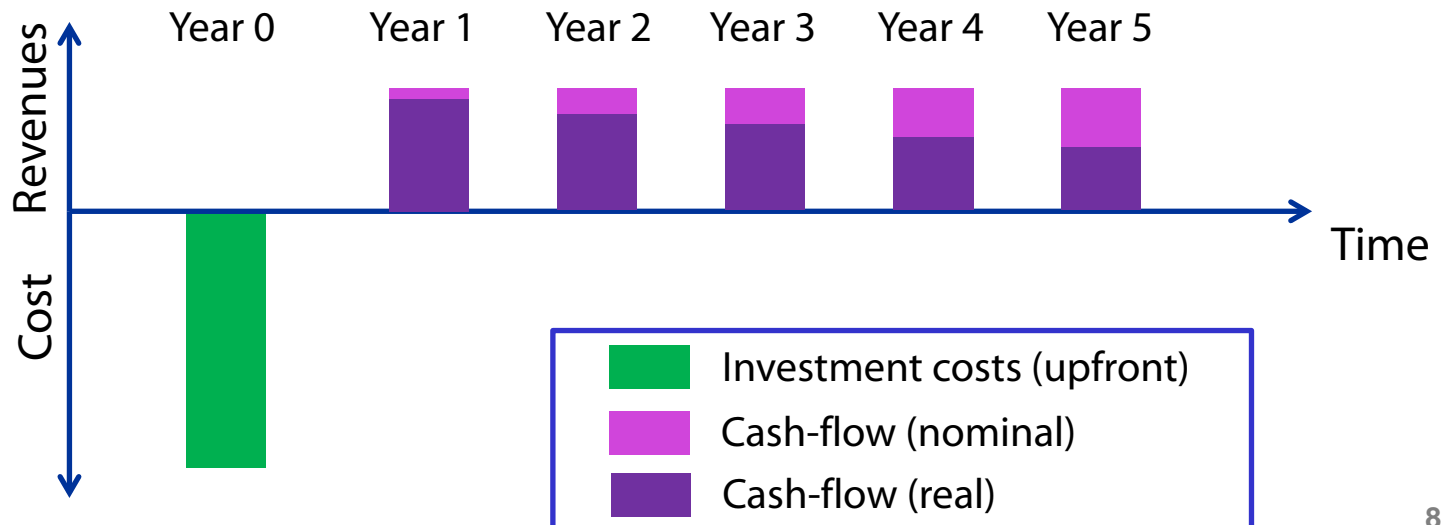 Year 0 Year 1 Year 2 Year 3 Year 4 Year 5
Revenues
Cost
Time
Investment costs (upfront)
Cash-flow (nominal)
Cash-flow (real)
8